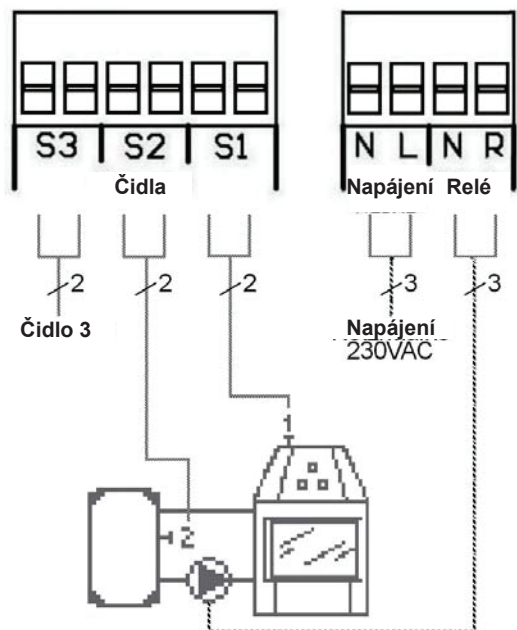 S3 S2 S1 N L N R
Čidla Napájení Relé
2 2 2 3 3
Čidlo 3 Napájení
230VAC
1
2